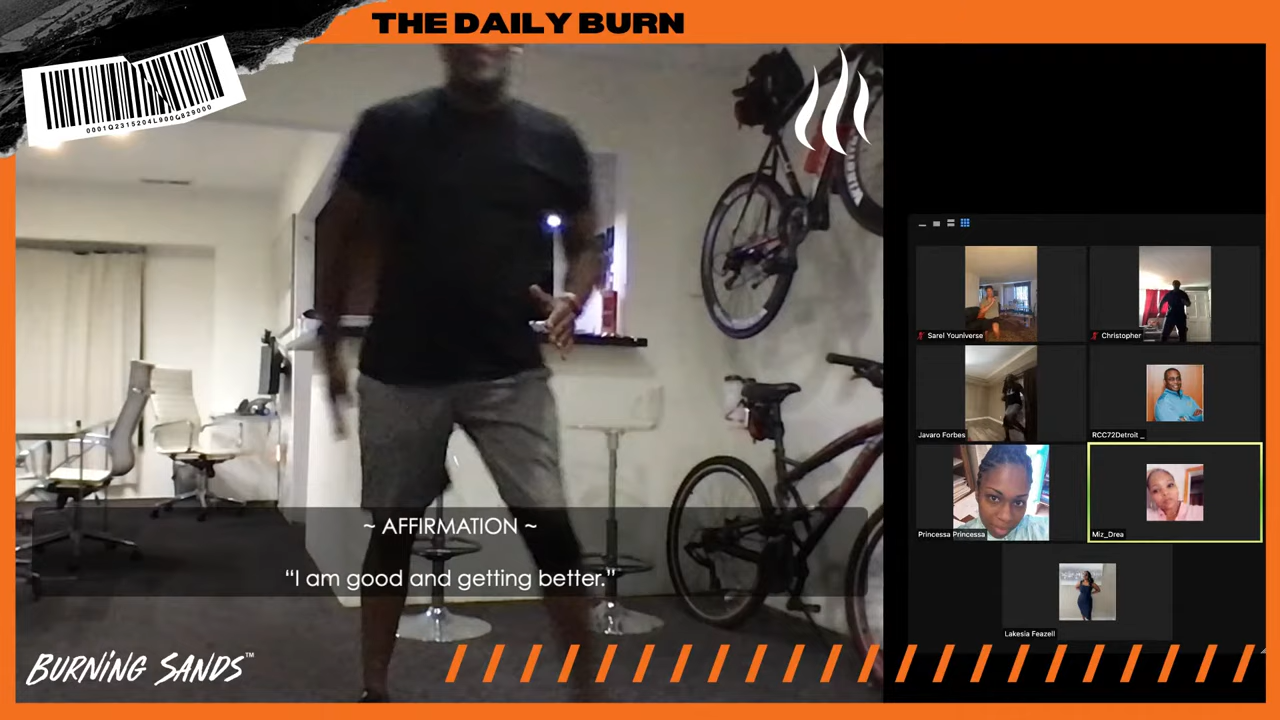 THE DAILY BURN
0001Q2315204L900G829000
Sarel Youniverse
Christopher
Javaro Forbes
RCC72Detroit _
Princessa Princessa
Miz_Drea
Lakesia Feazell
~ AFFIRMATION ~
“I am good and getting better.”
BURNING SANDS™